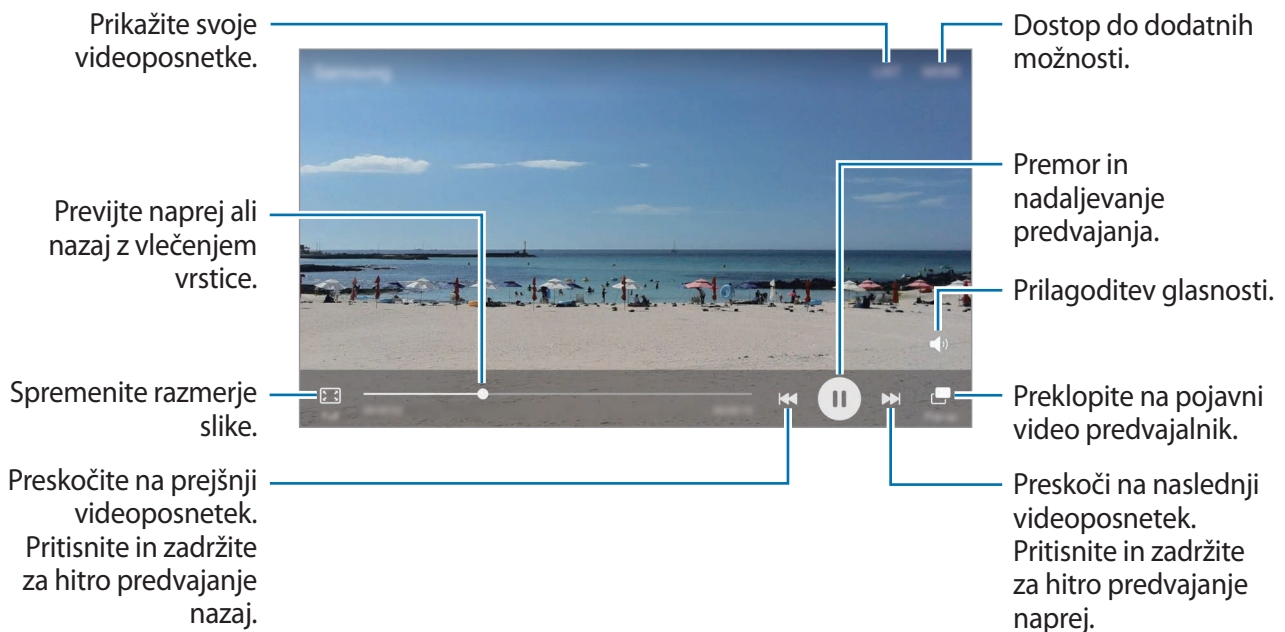 Prikažite svoje
videoposnetke.
Dostop do dodatnih
možnosti.
Premor in
nadaljevanje
predvajanja.
Previjte naprej ali
nazaj z vlečenjem
vrstice.
Prilagoditev glasnosti.
Spremenite razmerje
slike.
Preklopite na pojavni
video predvajalnik.
Preskočite na prejšnji
videoposnetek.
Pritisnite in zadržite
za hitro predvajanje
nazaj.
Preskoči na naslednji
videoposnetek.
Pritisnite in zadržite
za hitro predvajanje
naprej.